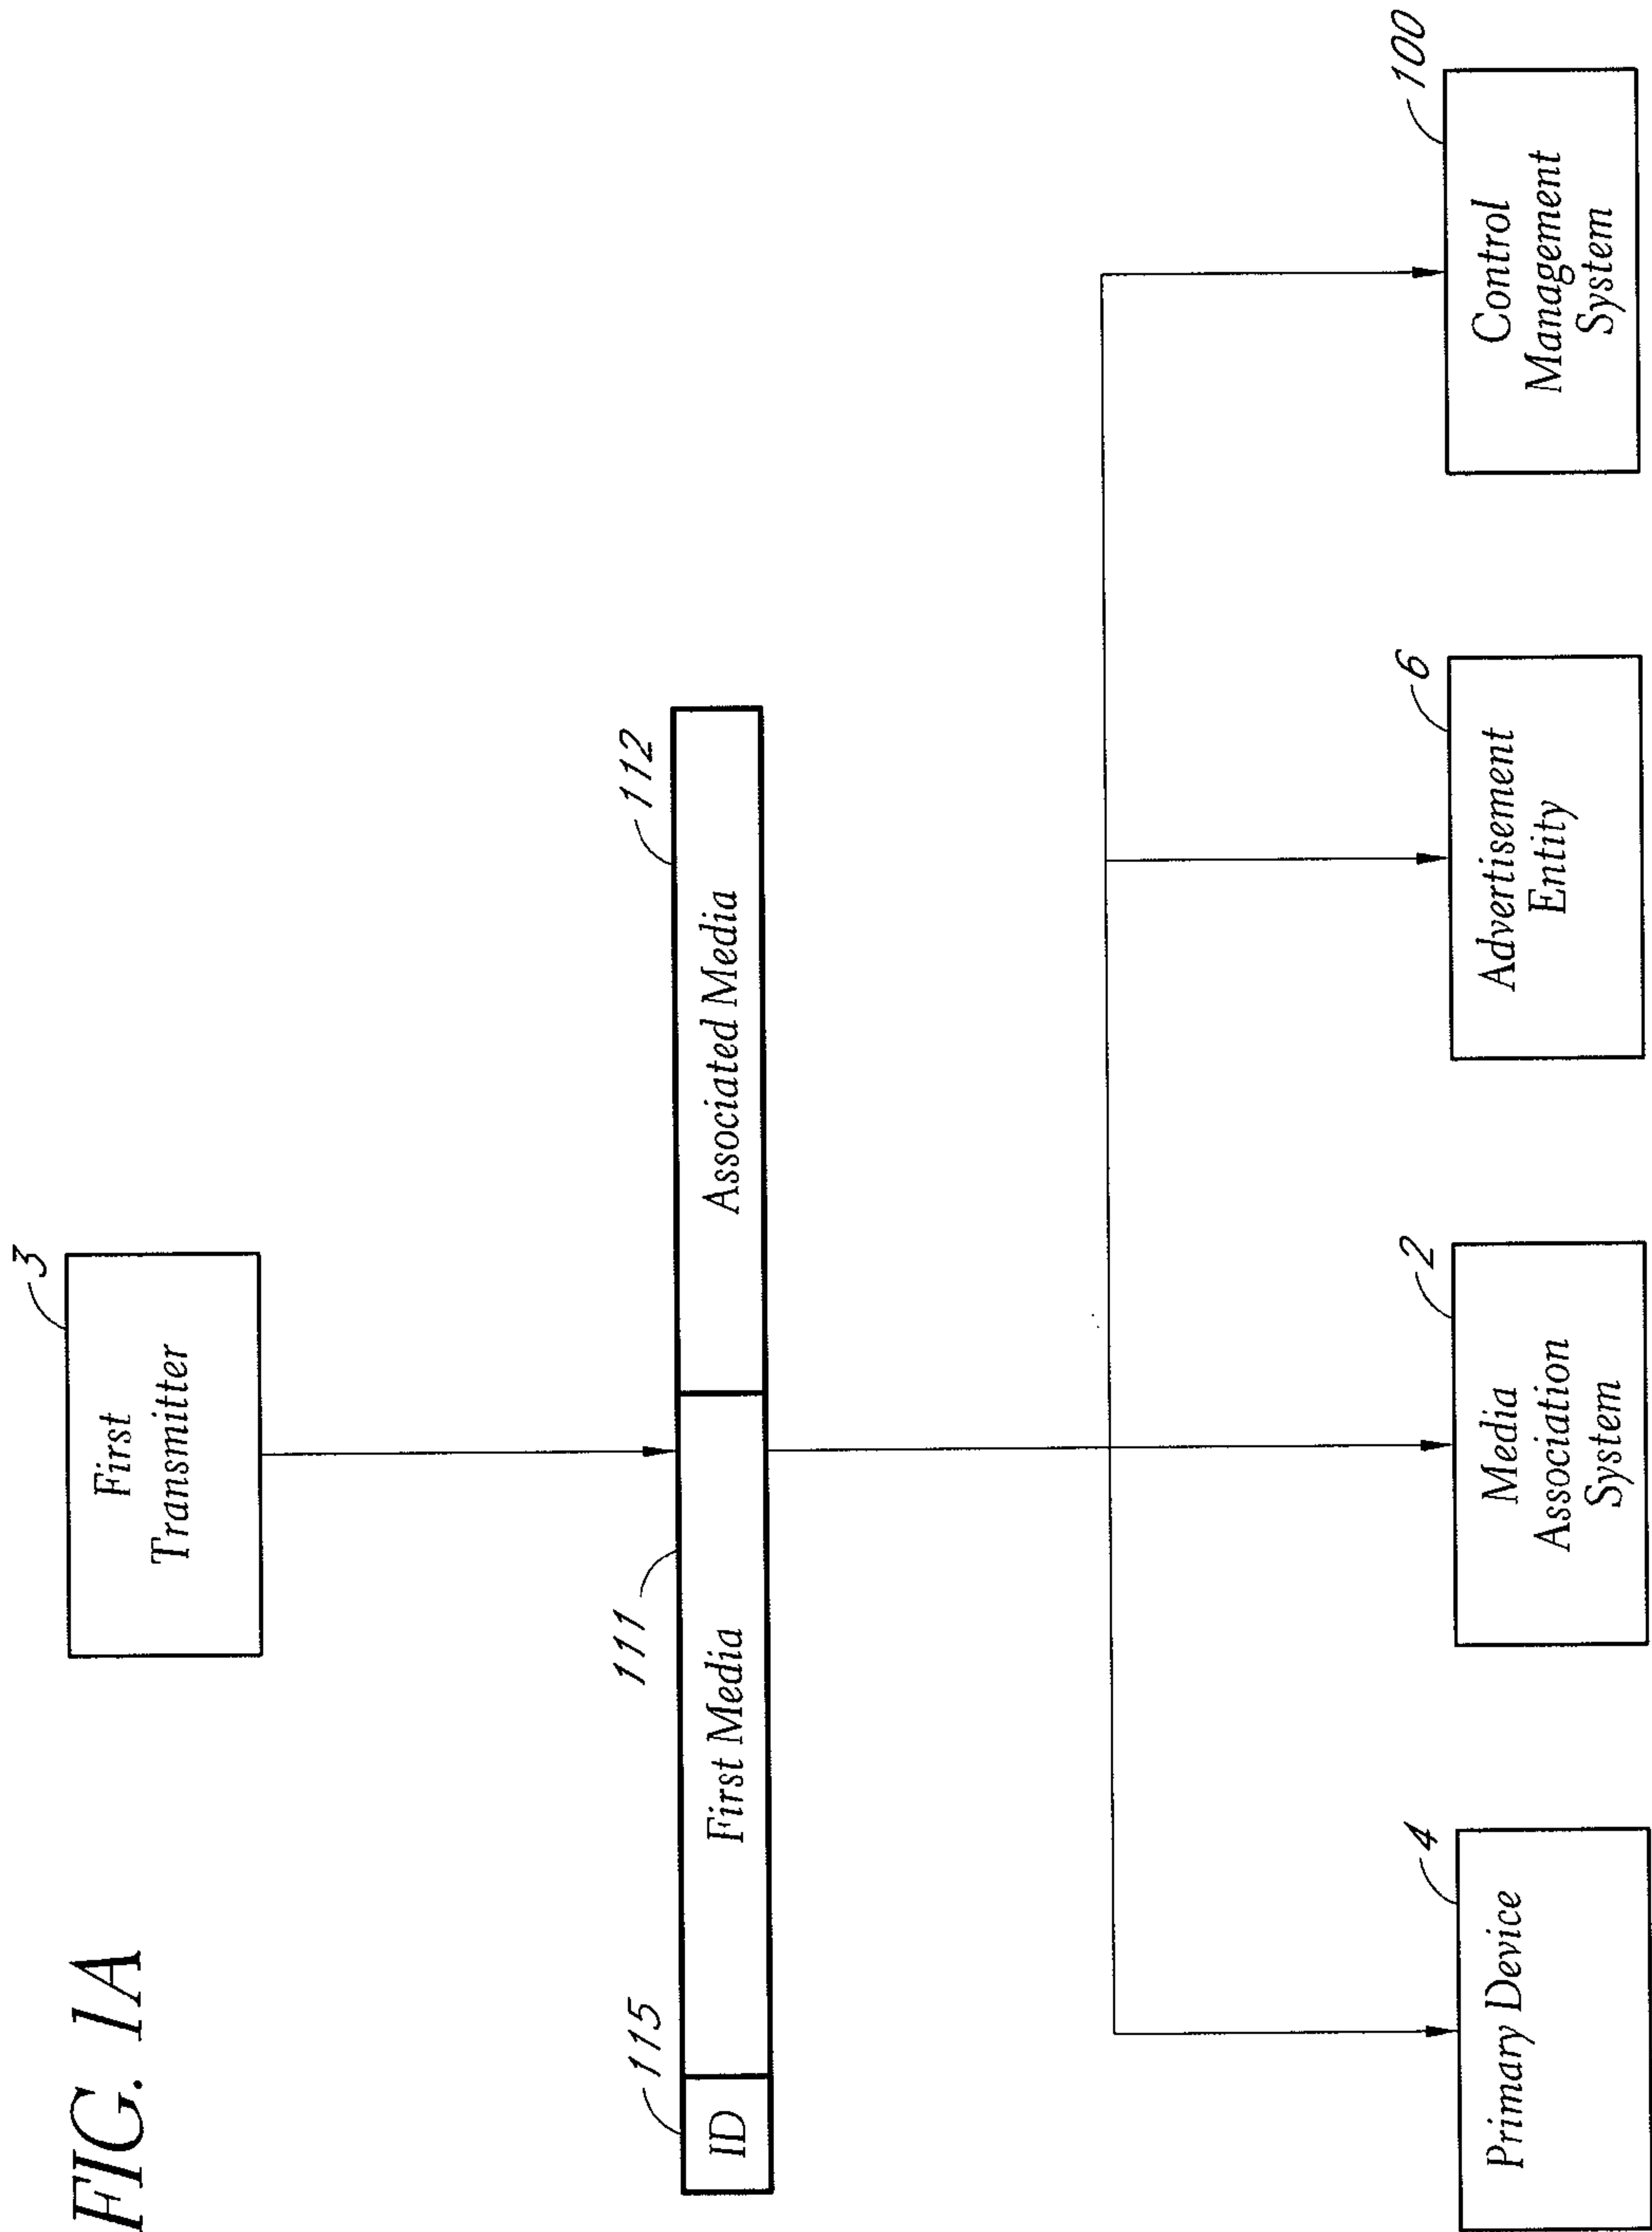 FIG. 1A
3
First
Transmitter
115
111
112
ID
First Media
Associated Media
4
2
6
100
Primary Device
Media
Association
System
Advertisement
Entity
Control
Management
System